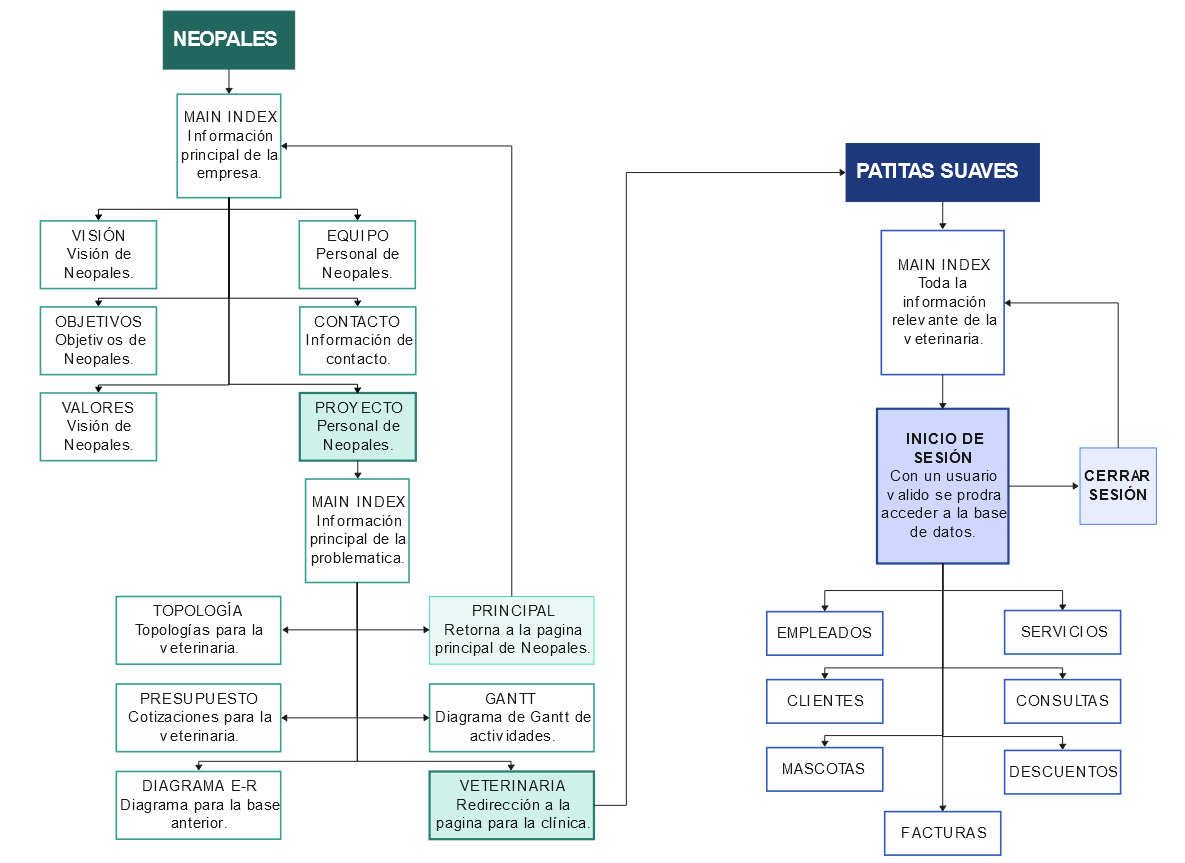 NEOPALES
MAIN INDEX
Información
principal de la
empresa.
VISIÓN
Visión de
Neopales.
EQUIPO
Personal de
Neopales.
OBJETIVOS
Objetivos de
Neopales.
CONTACTO
Información de
contacto.
VALORES
Visión de
Neopales.
PROYECTO
Personal de
Neopales.
MAIN INDEX
Información
principal de la
problematica.
TOPOLOGÍA
Topologías para la
veterinaria.
PRINCIPAL
Retorna a la pagina
principal de Neopales.
PRESUPUESTO
Cotizaciones para la
veterinaria.
GANTT
Diagrama de Gantt de
actividades.
DIAGRAMA E-R
Diagrama para la base
anterior.
VETERINARIA
Redirección a la
pagina para la clínica.
PATITAS SUAVES
MAIN INDEX
Toda la
información
relevante de la
veterinaria.
INICIO DE
SESIÓN
Con un usuario
valido se prodra
acceder a la base
de datos.
CERRAR
SESIÓN
EMPLEADOS
SERVICIOS
CLIENTES
CONSULTAS
MASCOTAS
DESCUENTOS
FACTURAS